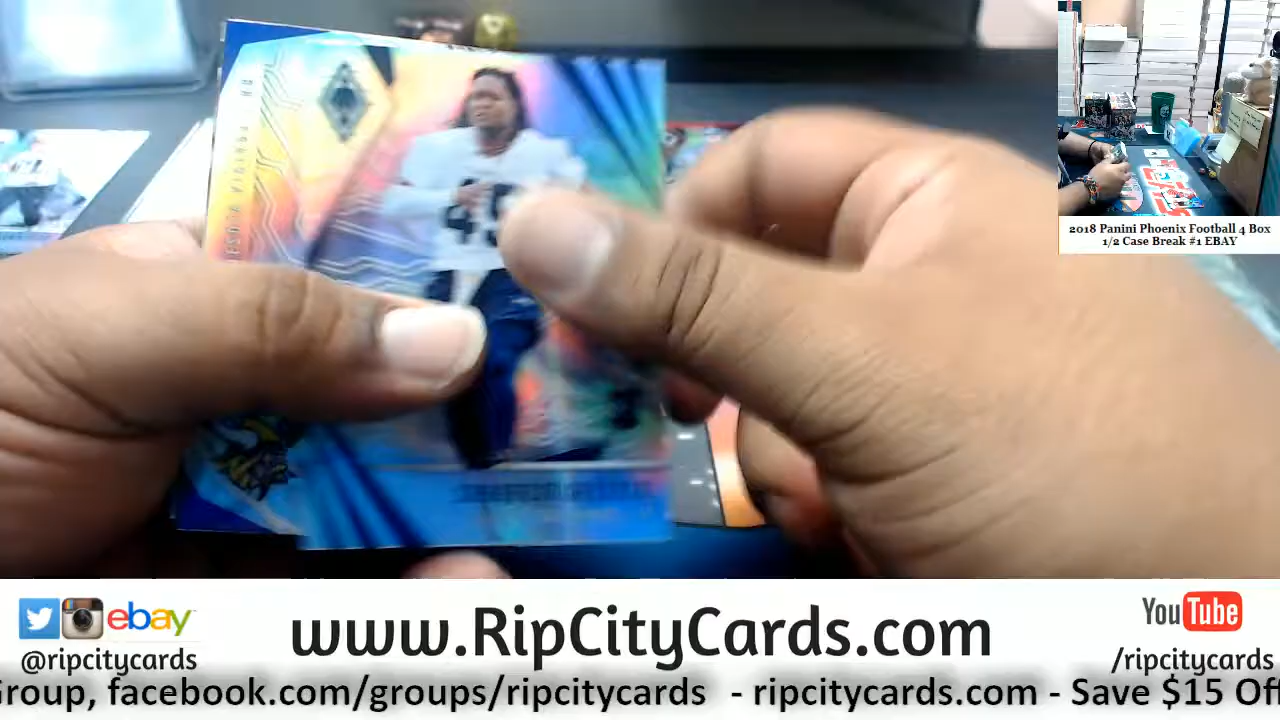 2018 Panini Phoenix Football 4 Box
1/2 Case Break #1 EBAY
ebay
www.RipCityCards.com
YouTube
@ripcitycards
/ripcitycards
Group, facebook.com/groups/ripcitycards - ripcitycards.com - Save $15 Off